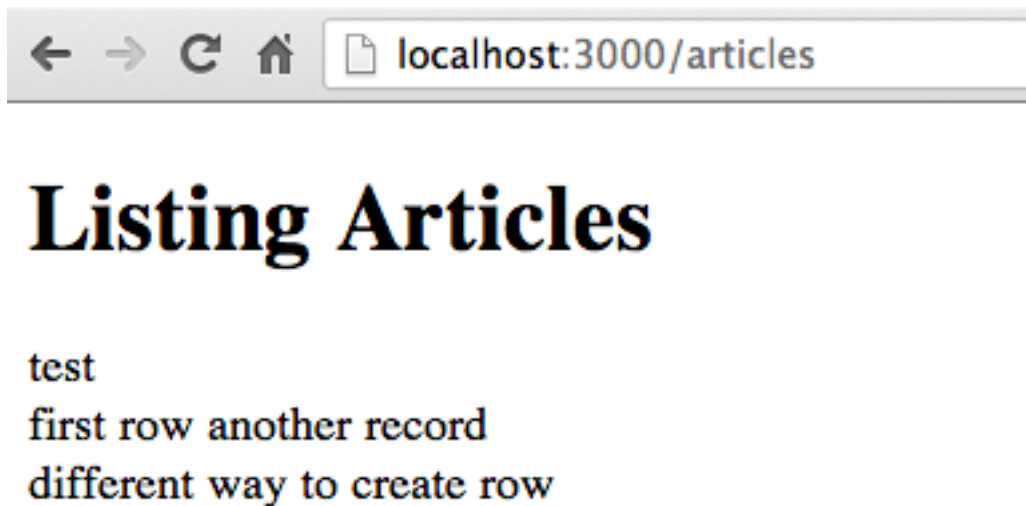 localhost:3000/articles
Listing Articles
test
first row another record
different way to create row